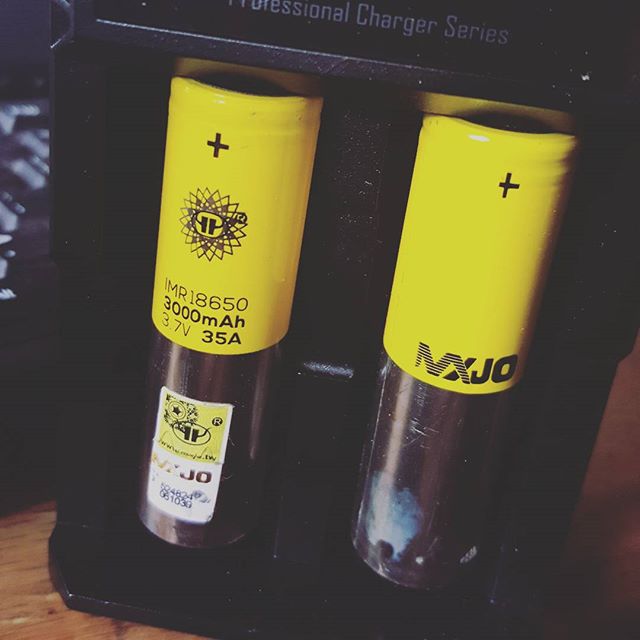 Professional Charger Series
+
IMR18650
3000mAh
3.7V 35A
MXJO
+
MXJO